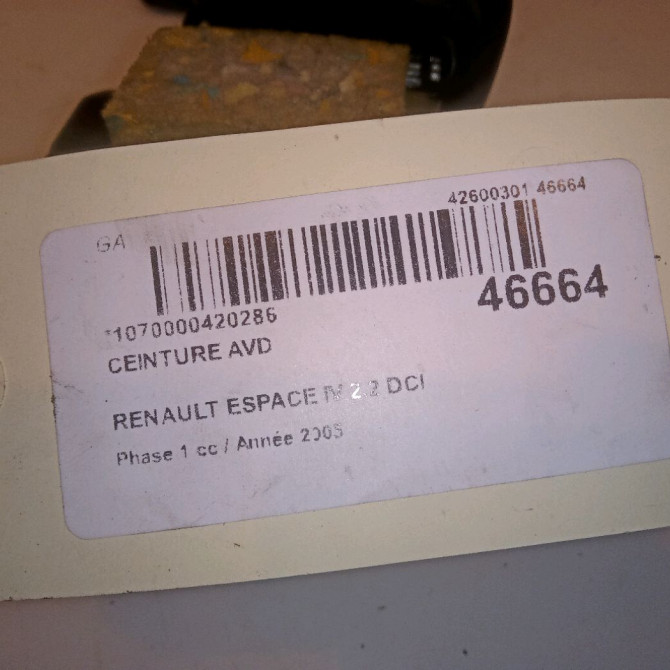 42600301 46664
GA
46664
*1070000420286
CEINTURE AVD
RENAULT ESPACE IV 2.2 DCI
Phase 1 cc / Année 2005